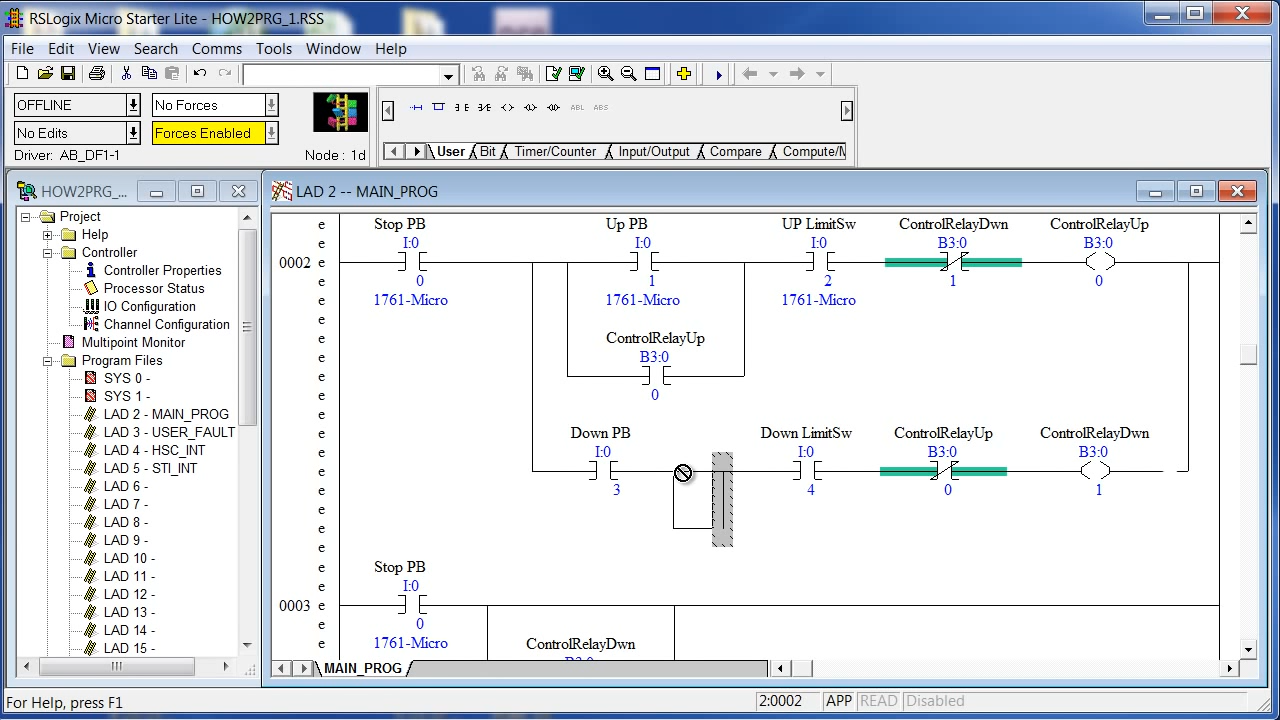 RSLogix Micro Starter Lite - HOW2PRG_1.RSS
File Edit View Search Comms Tools Window Help
OFFLINE No Forces
No Edits Forces Enabled
Driver: AB_DF1-1 Node : 1d
ABL ABS
User Bit Timer/Counter Input/Output Compare Compute/M
HOW2PRG_...
Project
Help
Controller
Controller Properties
Processor Status
IO Configuration
Channel Configuration
Multipoint Monitor
Program Files
SYS 0 -
SYS 1 -
LAD 2 - MAIN_PROG
LAD 3 - USER_FAULT
LAD 4 - HSC_INT
LAD 5 - STI_INT
LAD 6 -
LAD 7 -
LAD 8 -
LAD 9 -
LAD 10 -
LAD 11 -
LAD 12 -
LAD 13 -
LAD 14 -
LAD 15 -
LAD 2 -- MAIN_PROG
e Stop PB Up PB UP LimitSw ControlRelayDwn ControlRelayUp
e I:0 I:0 I:0 B3:0 B3:0
0002 e
e 0 1 2 1 0
e 1761-Micro 1761-Micro 1761-Micro
e
e ControlRelayUp
e B3:0
e
e 0
e
e Down PB Down LimitSw ControlRelayUp ControlRelayDwn
e I:0 I:0 B3:0 B3:0
e
e 3 4 0 1
e
e
e
e Stop PB
e I:0
0003 e
e 0
e 1761-Micro ControlRelayDwn
B3:0
MAIN_PROG
For Help, press F1 2:0002 APP READ Disabled